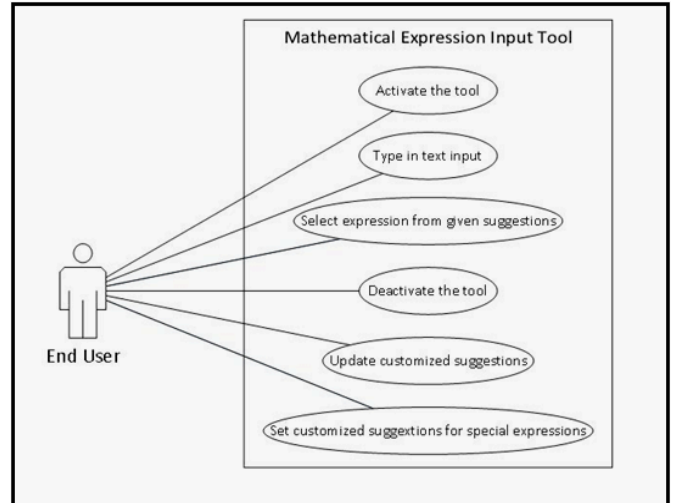 Mathematical Expression Input Tool
Activate the tool
Type in text input
Select expression from given suggestions
Deactivate the tool
End User
Update customized suggestions
Set customized suggextions for special expressions